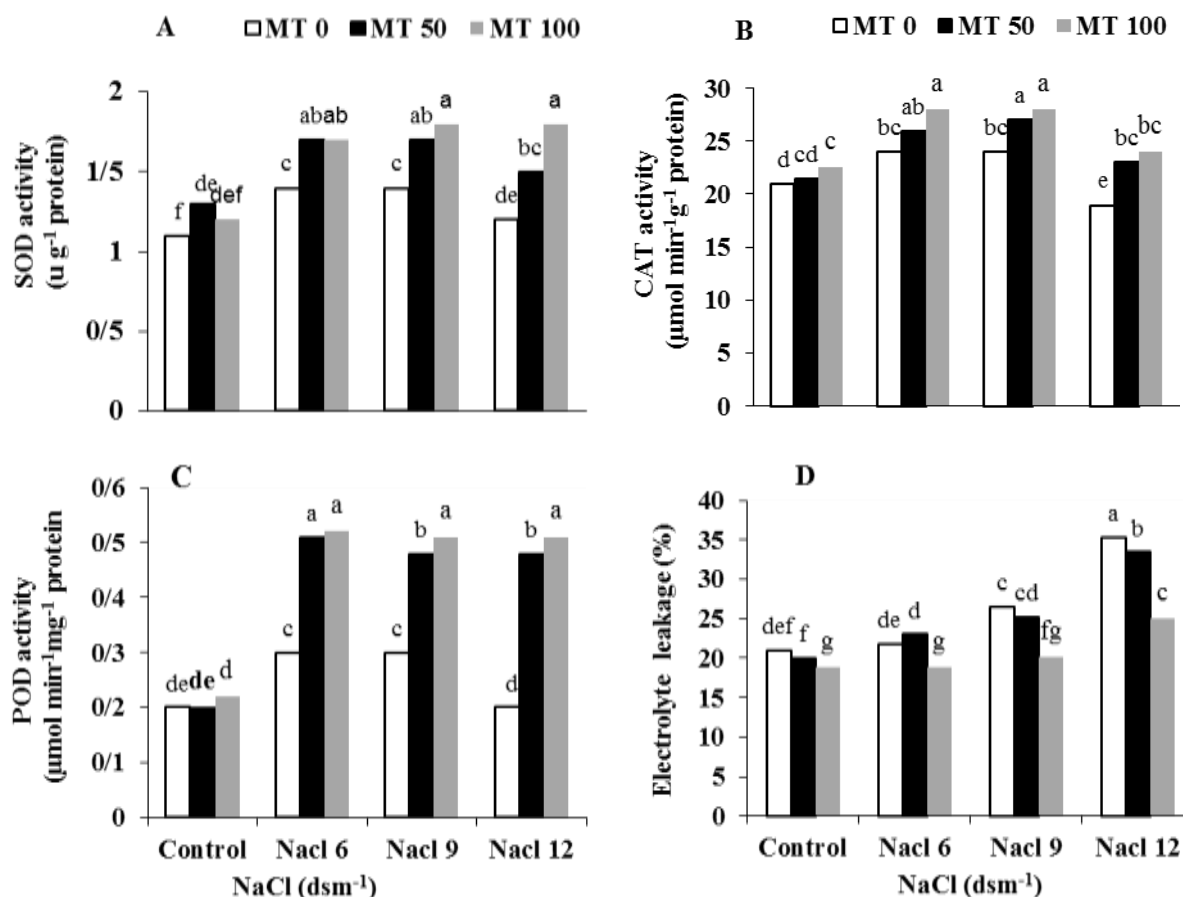 A
MT 0 MT 50 MT 100
SOD activity
(u g⁻¹ protein)
2
1/5
1
0/5
0
f de def
c ab ab
c ab a
de bc a
B
MT 0 MT 50 MT 100
CAT activity
(µmol min⁻¹g⁻¹ protein)
30
25
20
15
10
5
0
d cd c
bc ab a
bc a a
e bc bc
C
POD activity
(µmol min⁻¹mg⁻¹ protein
0/6
0/5
0/4
0/3
0/2
0/1
0
de de d
c a a
c b a
d b a
Control Nacl 6 Nacl 9 Nacl 12
NaCl (dsm⁻¹)
D
Electrolyte leakage (%)
40
35
30
25
20
15
10
5
0
def f g
de d g
c cd fg
a b c
Control Nacl 6 Nacl 9 Nacl 12
NaCl (dsm⁻¹)